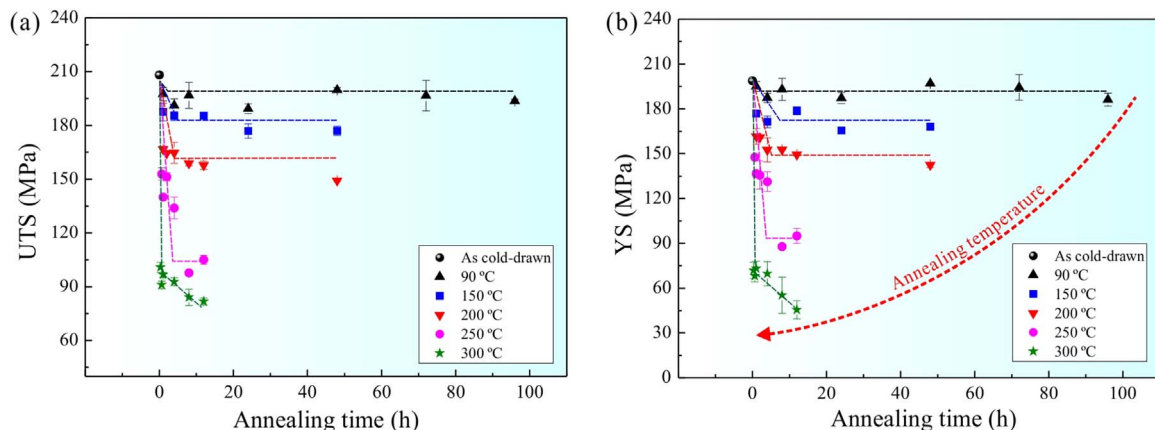 (a)
UTS (MPa)
240
210
180
150
120
90
60
0 20 40 60 80 100
Annealing time (h)
As cold-drawn
90 ºC
150 ºC
200 ºC
250 ºC
300 ºC
(b)
YS (MPa)
240
210
180
150
120
90
60
30
0
0 20 40 60 80 100
Annealing time (h)
Annealing temperature
As cold-drawn
90 ºC
150 ºC
200 ºC
250 ºC
300 ºC